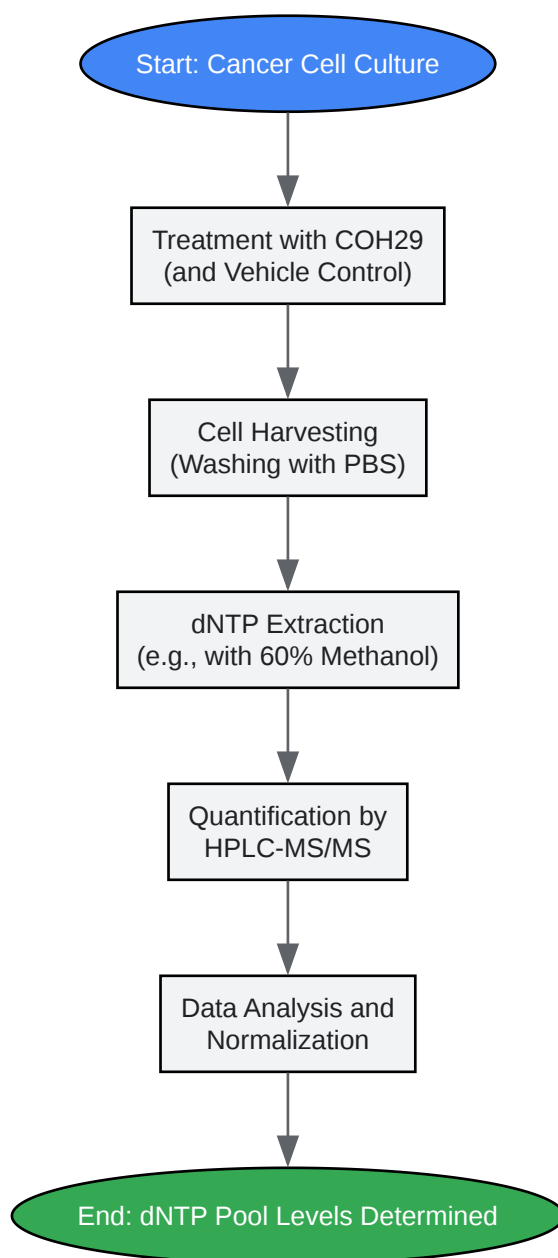 Start: Cancer Cell Culture
Treatment with COH29
(and Vehicle Control)
Cell Harvesting
(Washing with PBS)
dNTP Extraction
(e.g., with 60% Methanol)
Quantification by
HPLC-MS/MS
Data Analysis and
Normalization
End: dNTP Pool Levels Determined